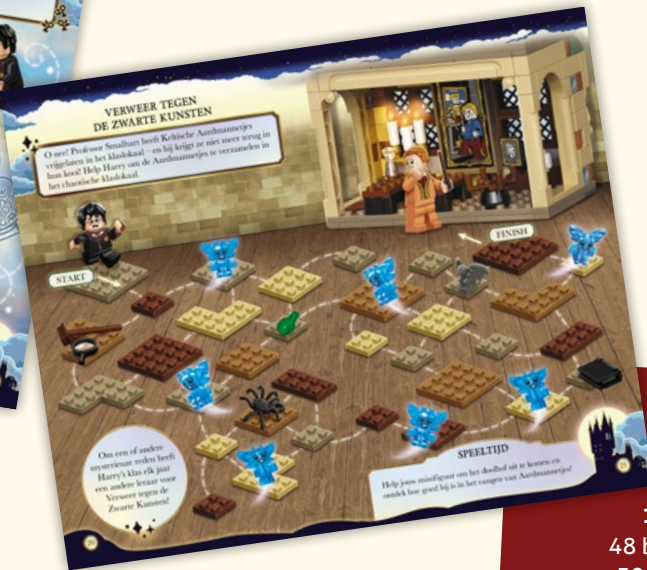 VERWEER TEGEN
DE ZWARTE KUNSTEN
O nee! Professor Smalhart heeft Keltische Aardmannetjes
vrijgelaten in het klaslokaal – en hij krijgt ze niet meer terug in
hun kooi! Help Harry om de Aardmannetjes te verzamelen in
het chaotische klaslokaal.
START
FINISH
Om een of andere
mysterieuze reden heeft
Harry's klas elk jaar
een andere leraar voor
Verweer tegen de
Zwarte Kunsten!
SPEELTIJD
Help jouw minifiguur om het doolhof uit te komen en
ontdek hoe goed hij is in het vangen van Aardmannetjes!
48 b